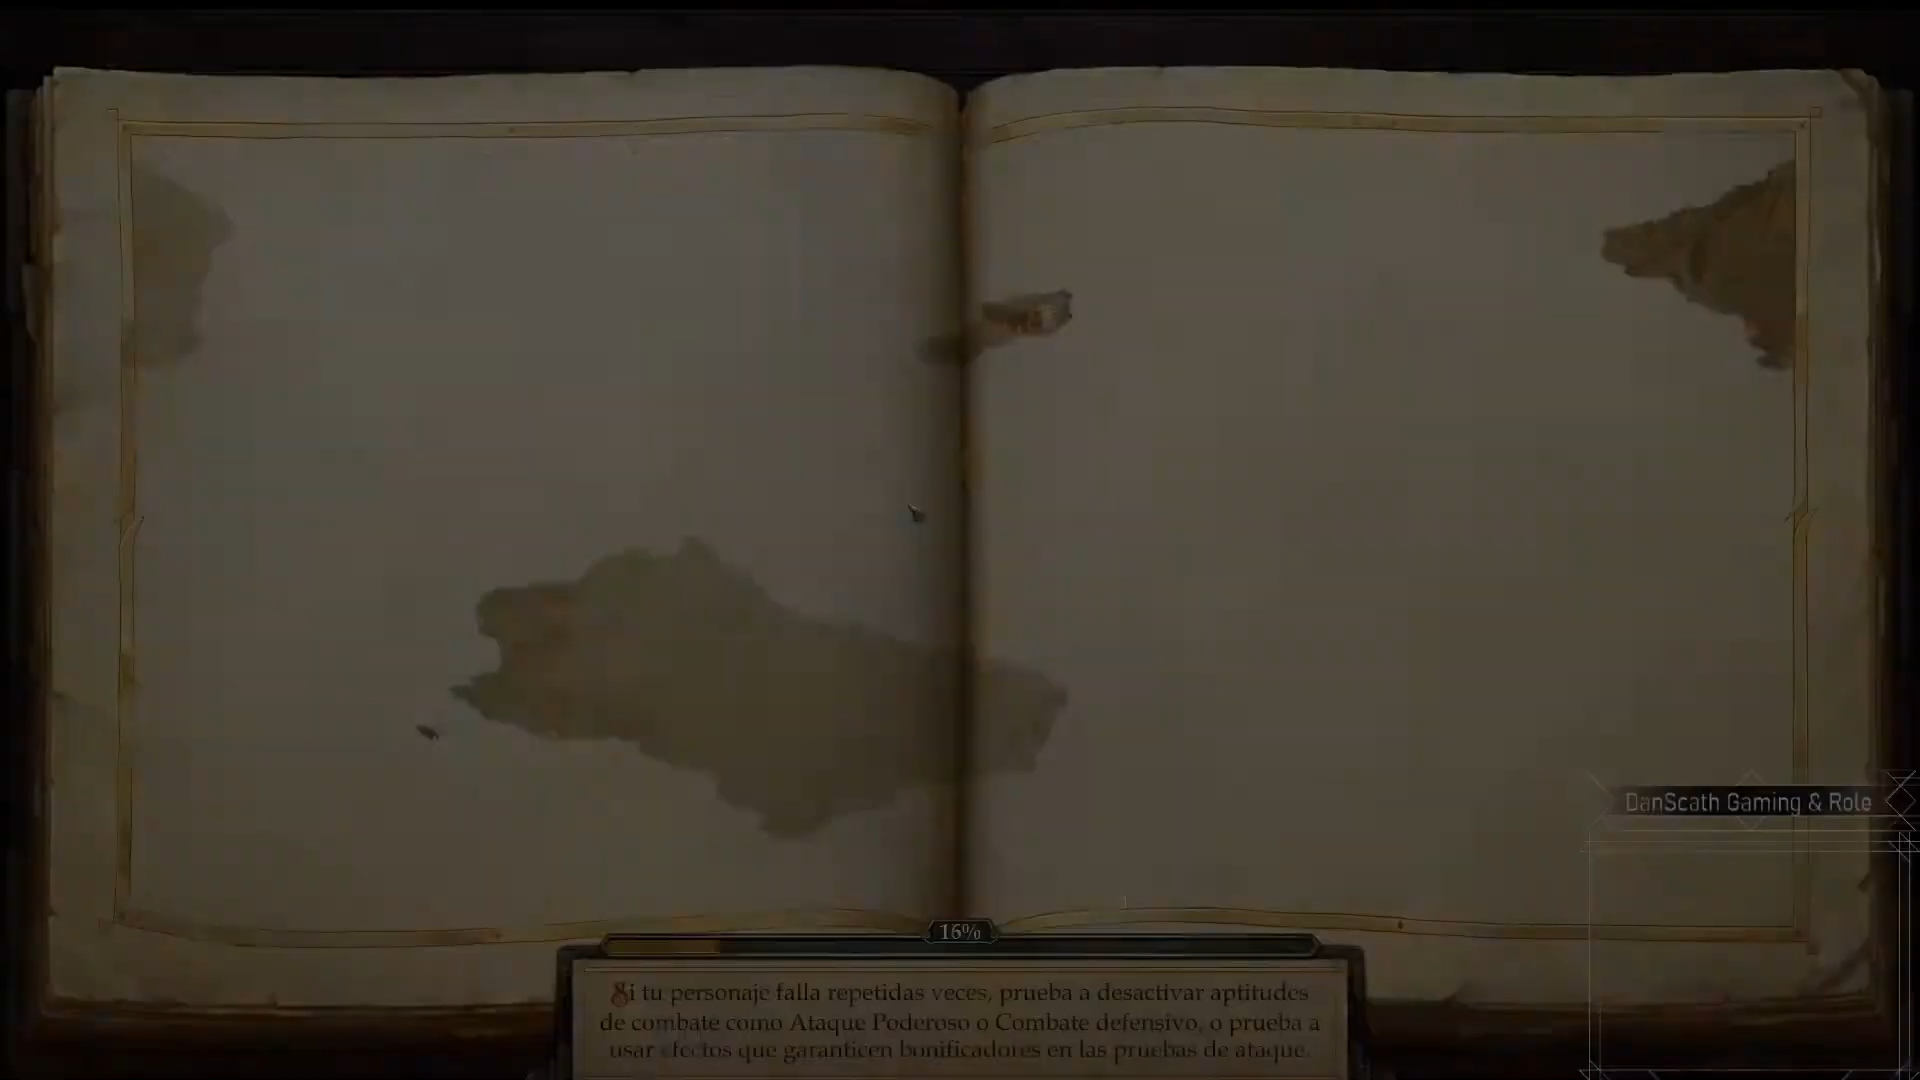 DanScath Gaming & Role
16%
Si tu personaje falla repetidas veces, prueba a desactivar aptitudes
de combate como Ataque Poderoso o Combate defensivo, o prueba a
usar efectos que garanticen bonificadores en las pruebas de ataque.